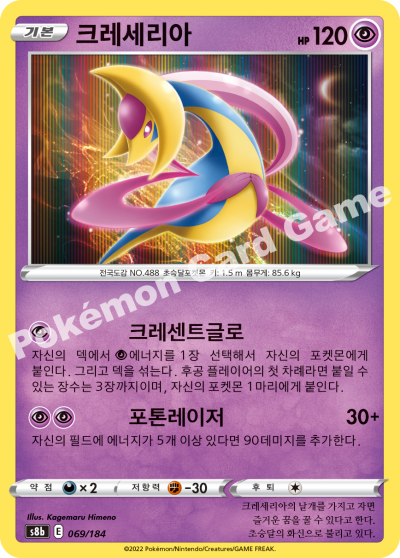 기본 크레세리아 HP 120
Pokémon Card Game
전국도감 NO.488 초승달포켓몬 키: 1.5 m 몸무게: 85.6 kg
크레센트글로
자신의 덱에서 에너지를 1장 선택해서 자신의 포켓몬에게
붙인다. 그리고 덱을 섞는다. 후공 플레이어의 첫 차례라면 붙일 수
있는 장수는 3장까지이며, 자신의 포켓몬 1마리에게 붙인다.
포톤레이저 30+
자신의 필드에 에너지가 5개 이상 있다면 90데미지를 추가한다.
약점 ×2 저항력 -30 후퇴
Illus. Kagemaru Himeno
s8b E 069/184
크레세리아의 날개를 가지고 자면
즐거운 꿈을 꿀 수 있다고 한다.
초승달의 화신으로 불리고 있다.
©2022 Pokémon/Nintendo/Creatures/GAME FREAK.